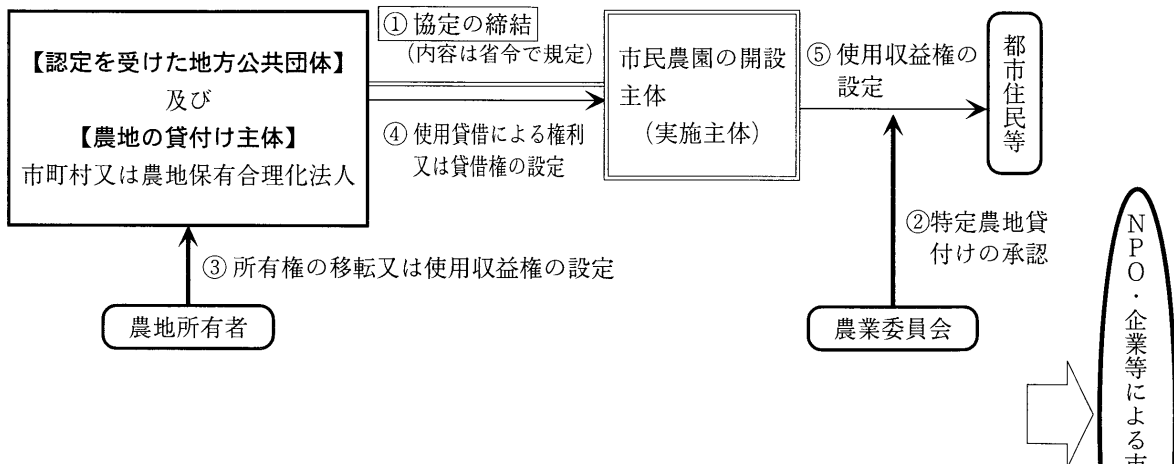 【認定を受けた地方公共団体】
及び
【農地の貸付け主体】
市町村又は農地保有合理化法人
① 協定の締結
(内容は省令で規定)
④ 使用貸借による権利
又は貸借権の設定
市民農園の開設
主体
(実施主体)
⑤ 使用収益権の
設定
都市住民等
②特定農地貸
付けの承認
③ 所有権の移転又は使用収益権の設定
農地所有者
農業委員会
NPO・企業等による市